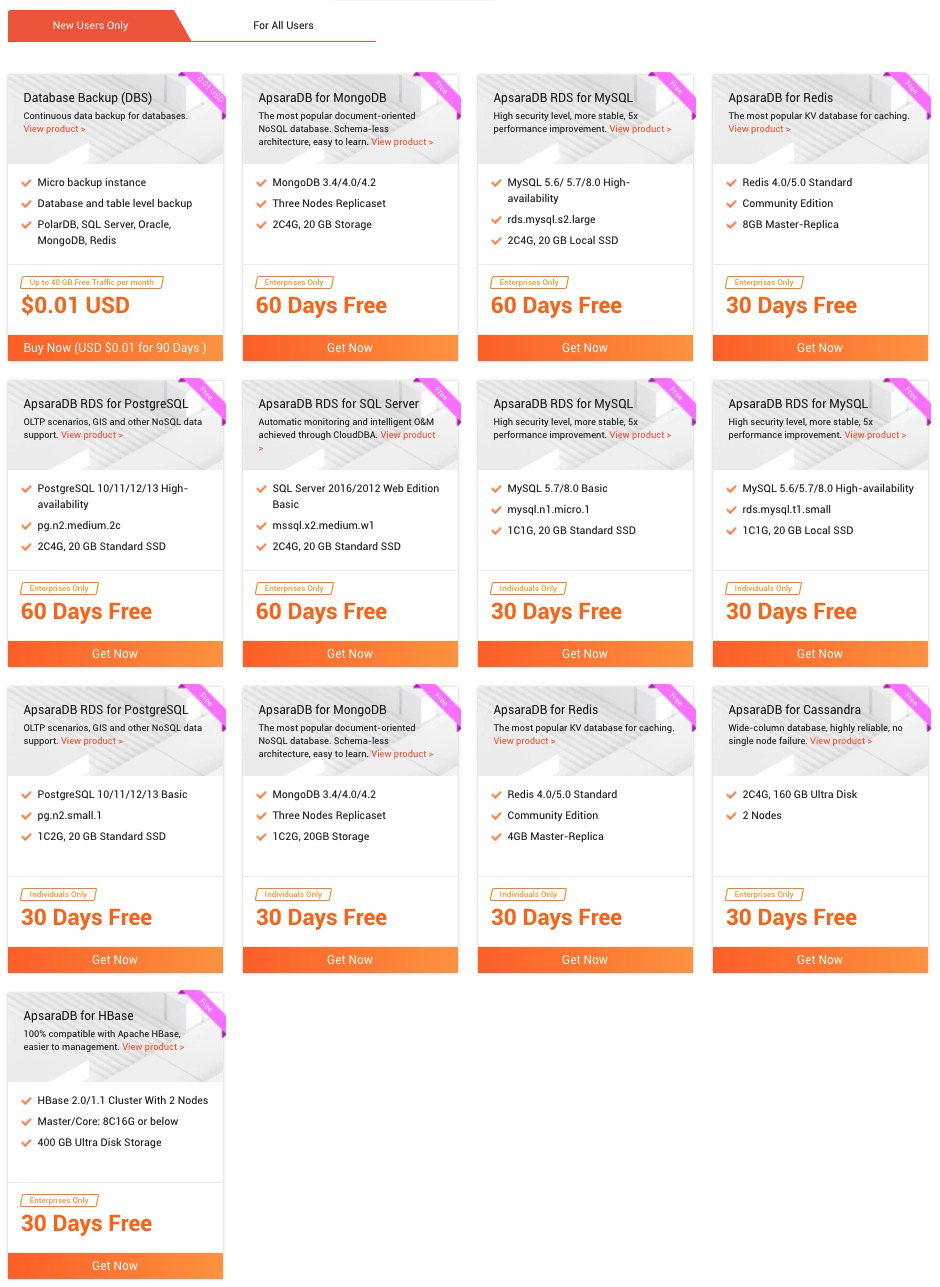 New Users Only
For All Users
0.01 USD
Database Backup (DBS)
Continuous data backup for databases.
View product >
Micro backup instance
Database and table level backup
PolarDB, SQL Server, Oracle,
MongoDB, Redis
Up to 40 GB Free Traffic per month
$0.01 USD
Buy Now (USD $0.01 for 90 Days )
Free
ApsaraDB for MongoDB
The most popular document-oriented
NoSQL database. Schema-less
architecture, easy to learn. View product >
MongoDB 3.4/4.0/4.2
Three Nodes Replicaset
2C4G, 20 GB Storage
Enterprises Only
60 Days Free
Get Now
Free
ApsaraDB RDS for MySQL
High security level, more stable, 5x
performance improvement. View product >
MySQL 5.6/ 5.7/8.0 High-
availability
rds.mysql.s2.large
2C4G, 20 GB Local SSD
Enterprises Only
60 Days Free
Get Now
Free
ApsaraDB for Redis
The most popular KV database for caching.
View product >
Redis 4.0/5.0 Standard
Community Edition
8GB Master-Replica
Enterprises Only
30 Days Free
Get Now
Free
ApsaraDB RDS for PostgreSQL
OLTP scenarios, GIS and other NoSQL data
support. View product >
PostgreSQL 10/11/12/13 High-
availability
pg.n2.medium.2c
2C4G, 20 GB Standard SSD
Enterprises Only
60 Days Free
Get Now
Free
ApsaraDB RDS for SQL Server
Automatic monitoring and intelligent O&M
achieved through CloudDBA. View product
>
SQL Server 2016/2012 Web Edition
Basic
mssql.x2.medium.w1
2C4G, 20 GB Standard SSD
Enterprises Only
60 Days Free
Get Now
Free
ApsaraDB RDS for MySQL
High security level, more stable, 5x
performance improvement. View product >
MySQL 5.7/8.0 Basic
mysql.n1.micro.1
1C1G, 20 GB Standard SSD
Individuals Only
30 Days Free
Get Now
Free
ApsaraDB RDS for MySQL
High security level, more stable, 5x
performance improvement. View product >
MySQL 5.6/5.7/8.0 High-availability
rds.mysql.t1.small
1C1G, 20 GB Local SSD
Individuals Only
30 Days Free
Get Now
Free
ApsaraDB RDS for PostgreSQL
OLTP scenarios, GIS and other NoSQL data
support. View product >
PostgreSQL 10/11/12/13 Basic
pg.n2.small.1
1C2G, 20 GB Standard SSD
Individuals Only
30 Days Free
Get Now
Free
ApsaraDB for MongoDB
The most popular document-oriented
NoSQL database. Schema-less
architecture, easy to learn. View product >
MongoDB 3.4/4.0/4.2
Three Nodes Replicaset
1C2G, 20GB Storage
Individuals Only
30 Days Free
Get Now
Free
ApsaraDB for Redis
The most popular KV database for caching.
View product >
Redis 4.0/5.0 Standard
Community Edition
4GB Master-Replica
Individuals Only
30 Days Free
Get Now
Free
ApsaraDB for Cassandra
Wide-column database, highly reliable, no
single node failure. View product >
2C4G, 160 GB Ultra Disk
2 Nodes
Enterprises Only
30 Days Free
Get Now
Free
ApsaraDB for HBase
100% compatible with Apache HBase,
easier to management. View product >
HBase 2.0/1.1 Cluster With 2 Nodes
Master/Core: 8C16G or below
400 GB Ultra Disk Storage
Enterprises Only
30 Days Free
Get Now